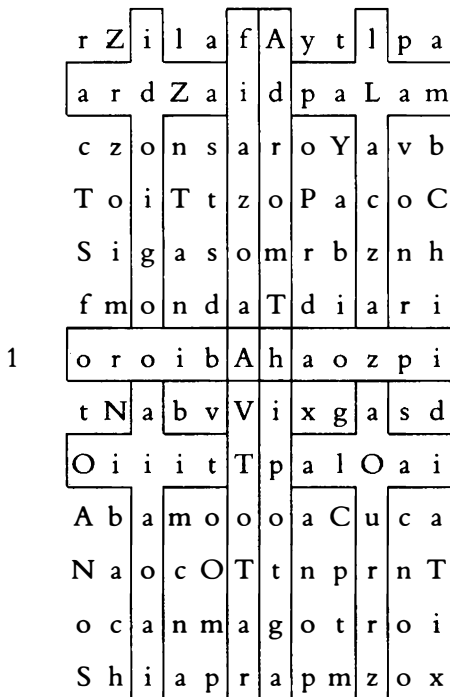 r Z i l a f A y t l p a
a r d Z a i d p a L a m
c z o n s a r o Y a v b
T o i T t z o P a c o C
S i g a s o m r b z n h
f m o n d a T d i a r i
1 o r o i b A h a o z p i
t N a b v V i x g a s d
O i i i t T p a l O a i
A b a m o o o a C u c a
N a o c O T t n p r n T
o c a n m a g o t r o i
S h i a p r a p m z o x